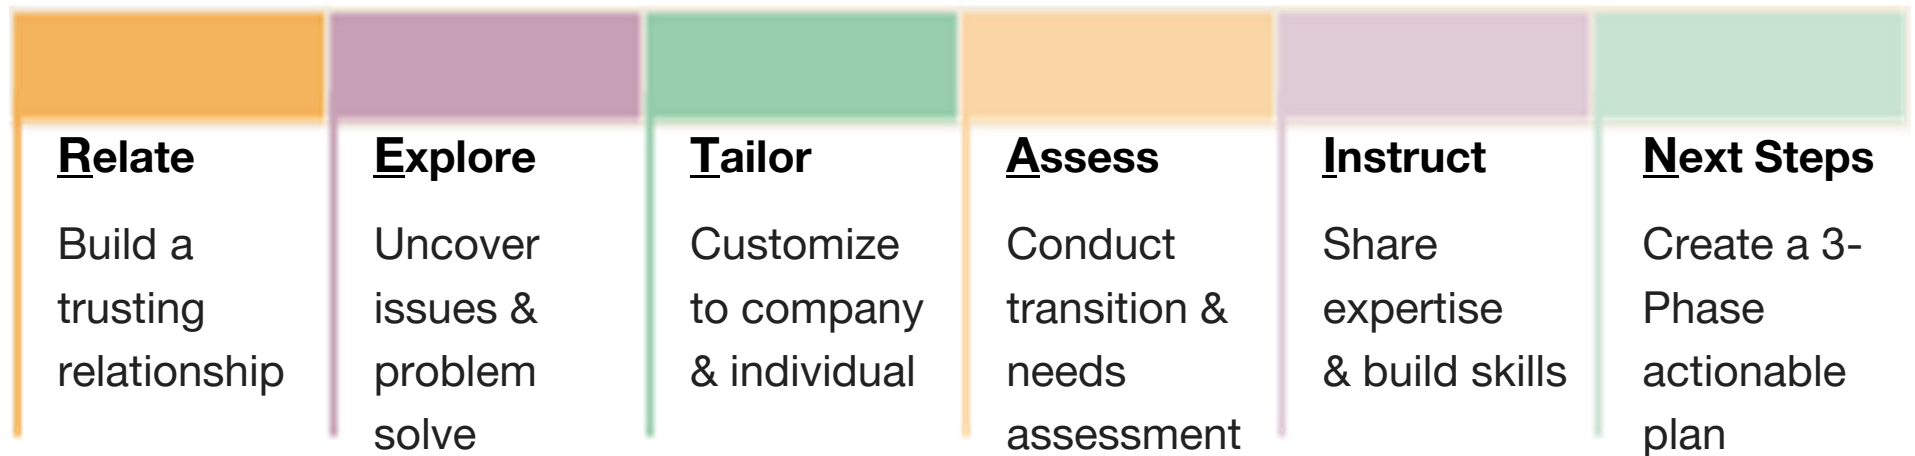 Relate
Build a
trusting
relationship
Explore
Uncover
issues &
problem
solve
Tailor
Customize
to company
& individual
Assess
Conduct
transition &
needs
assessment
Instruct
Share
expertise
& build skills
Next Steps
Create a 3-
Phase
actionable
plan